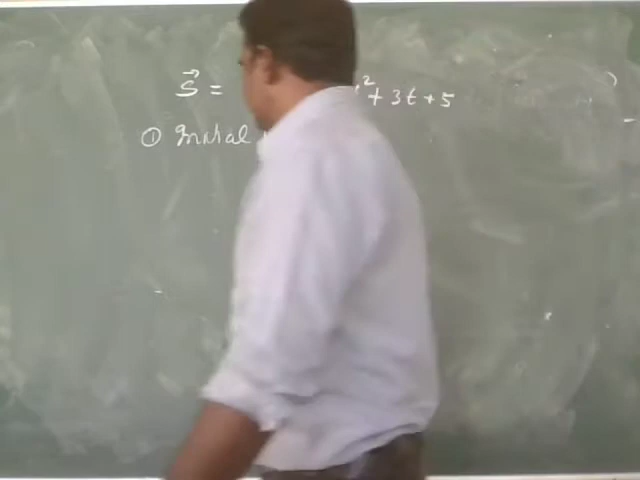 S⃗ = ² + 3t + 5
① Initial